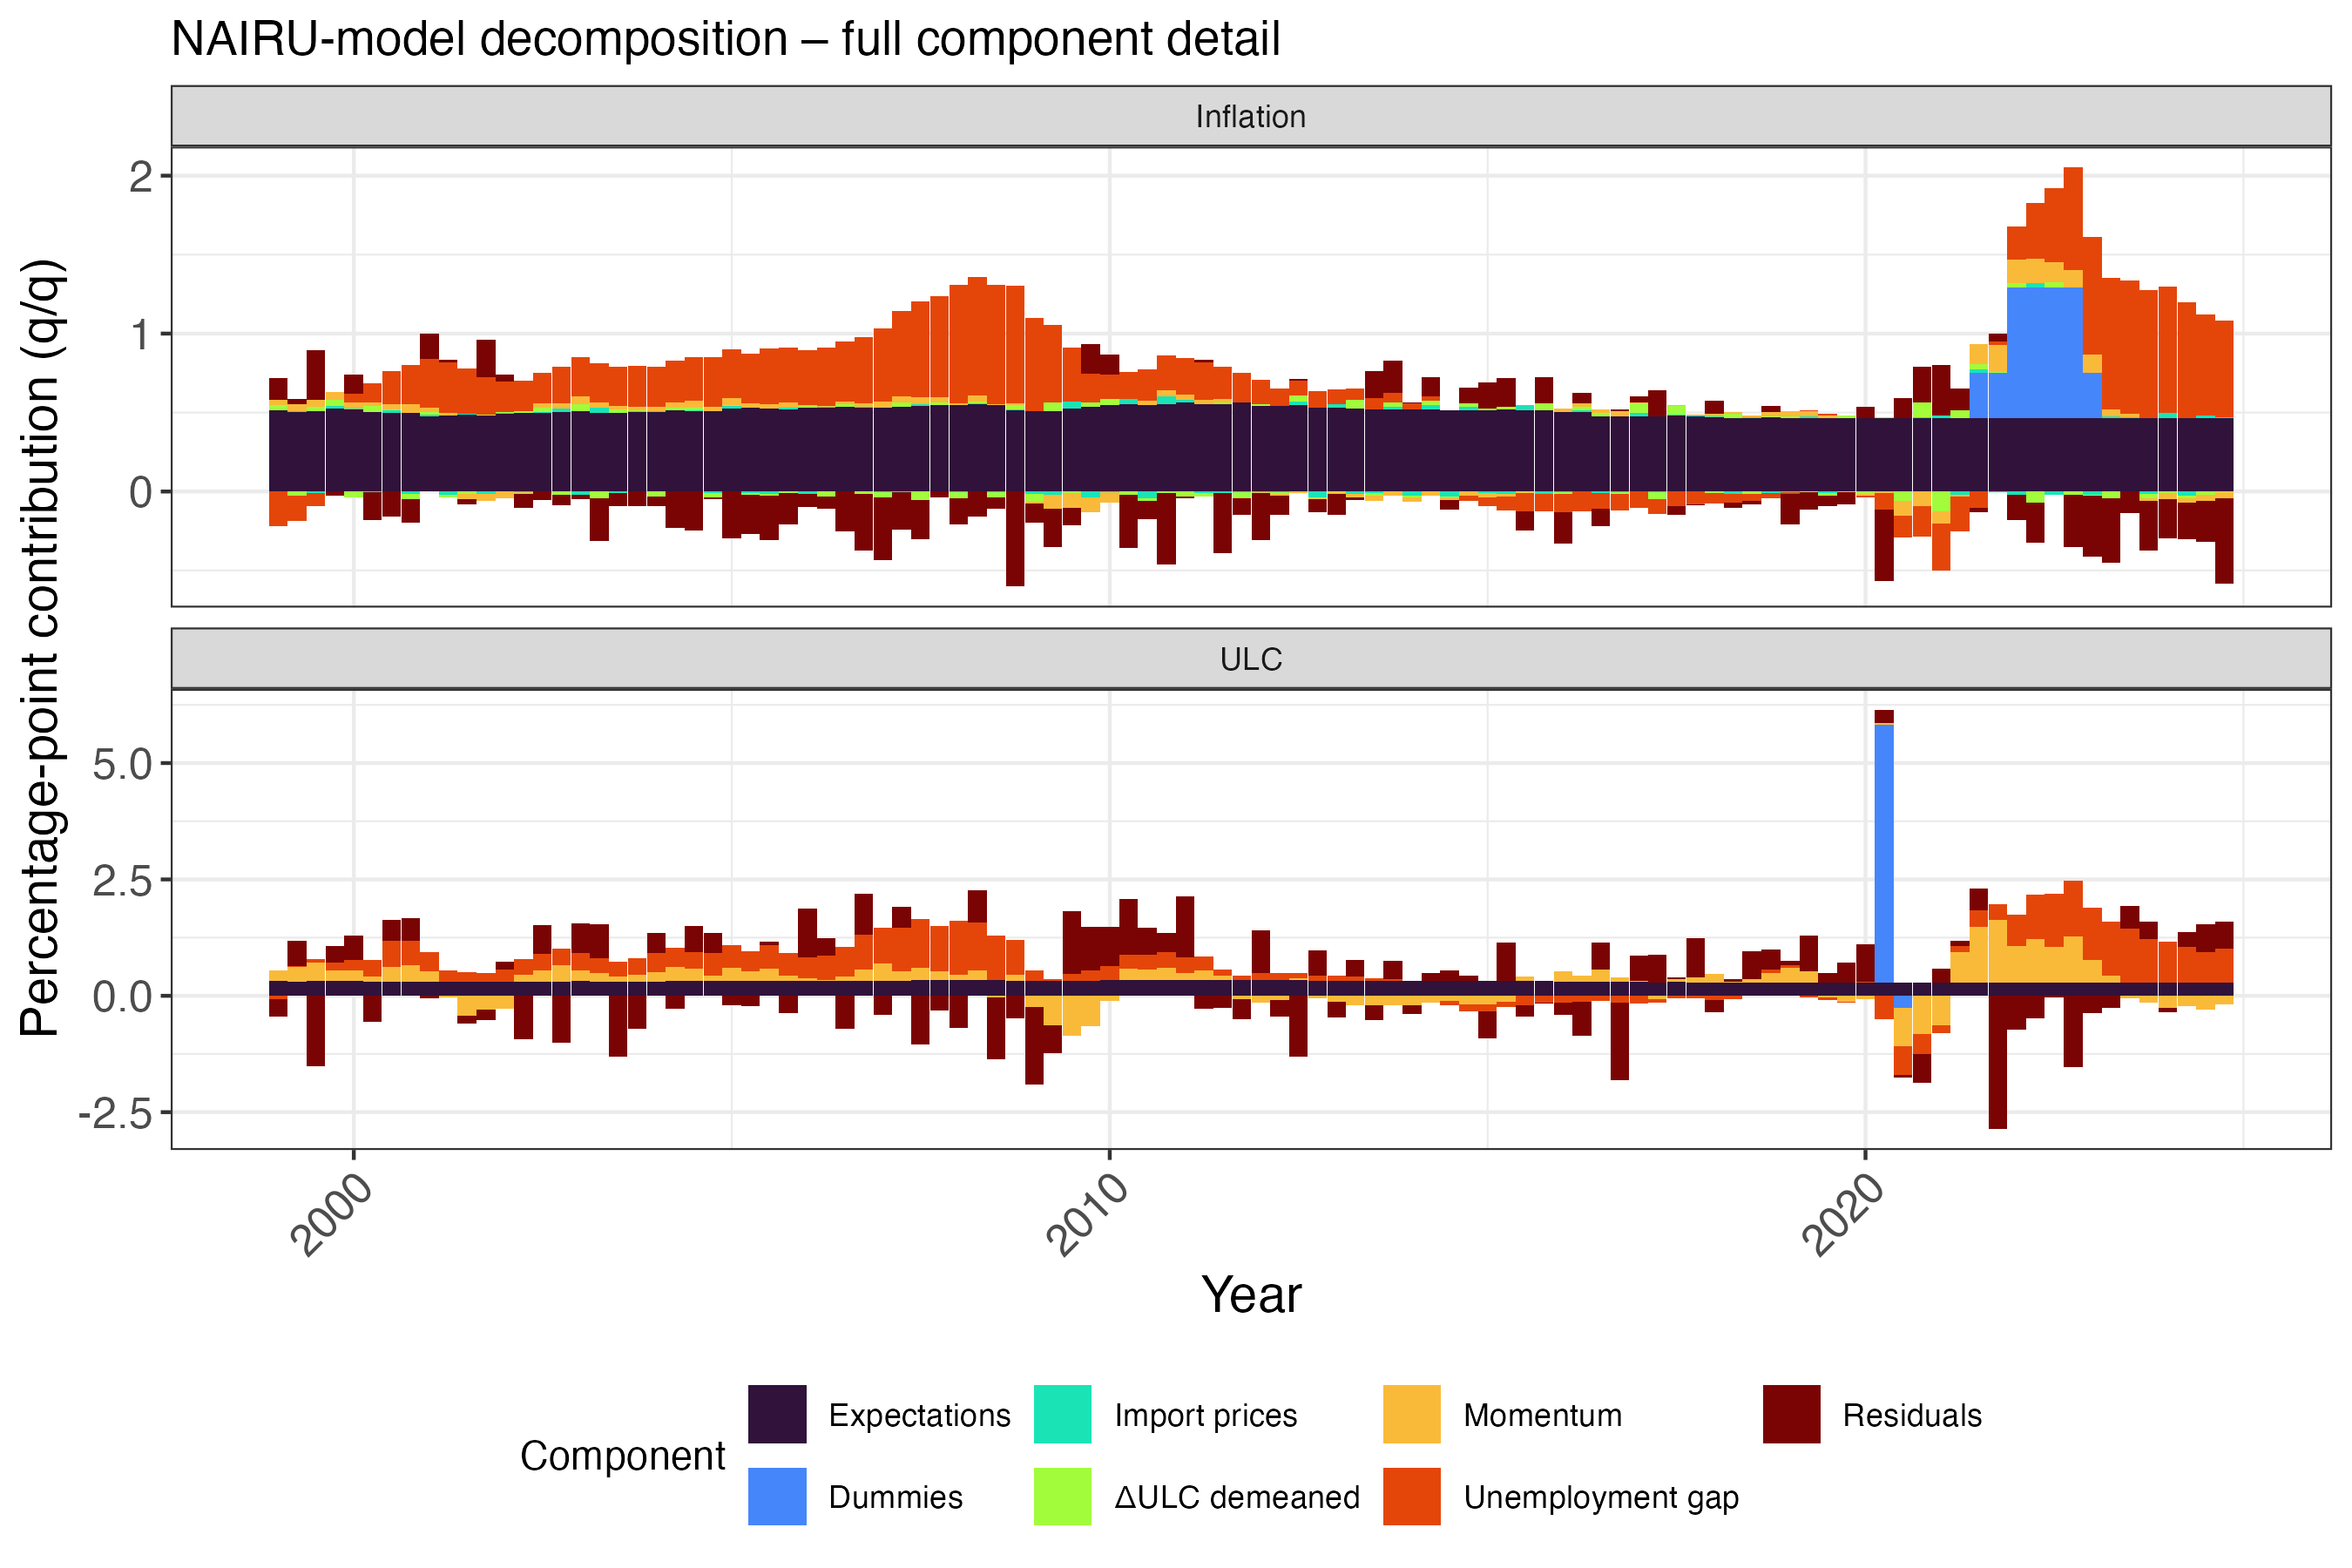 NAIRU-model decomposition – full component detail
Inflation
2
1
0
Percentage-point contribution (q/q)
ULC
5.0
2.5
0.0
-2.5
2000
2010
2020
Year
Component
Expectations
Import prices
Momentum
Residuals
Dummies
ΔULC demeaned
Unemployment gap